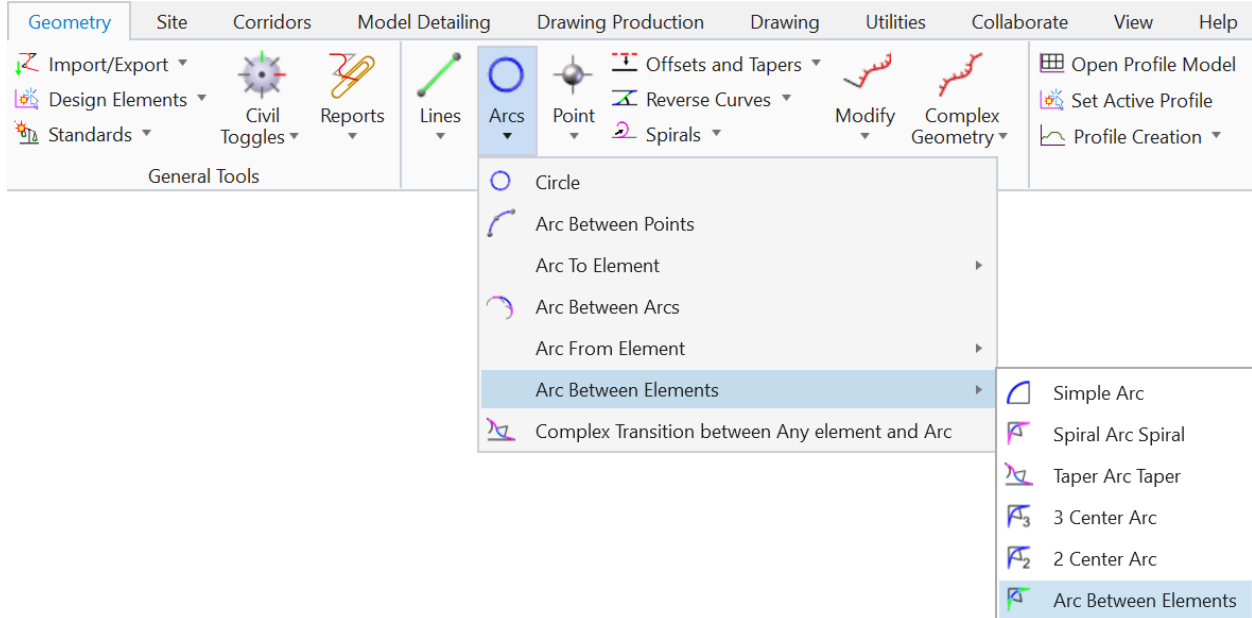 Geometry Site Corridors Model Detailing Drawing Production Drawing Utilities Collaborate View Help
Import/Export
Design Elements
Standards
Civil
Toggles
Reports
General Tools
Lines
Arcs
Point
Offsets and Tapers
Reverse Curves
Spirals
Modify
Complex
Geometry
Open Profile Model
Set Active Profile
Profile Creation
Circle
Arc Between Points
Arc To Element
Arc Between Arcs
Arc From Element
Arc Between Elements
Complex Transition between Any element and Arc
Simple Arc
Spiral Arc Spiral
Taper Arc Taper
3 3 Center Arc
2 2 Center Arc
Arc Between Elements